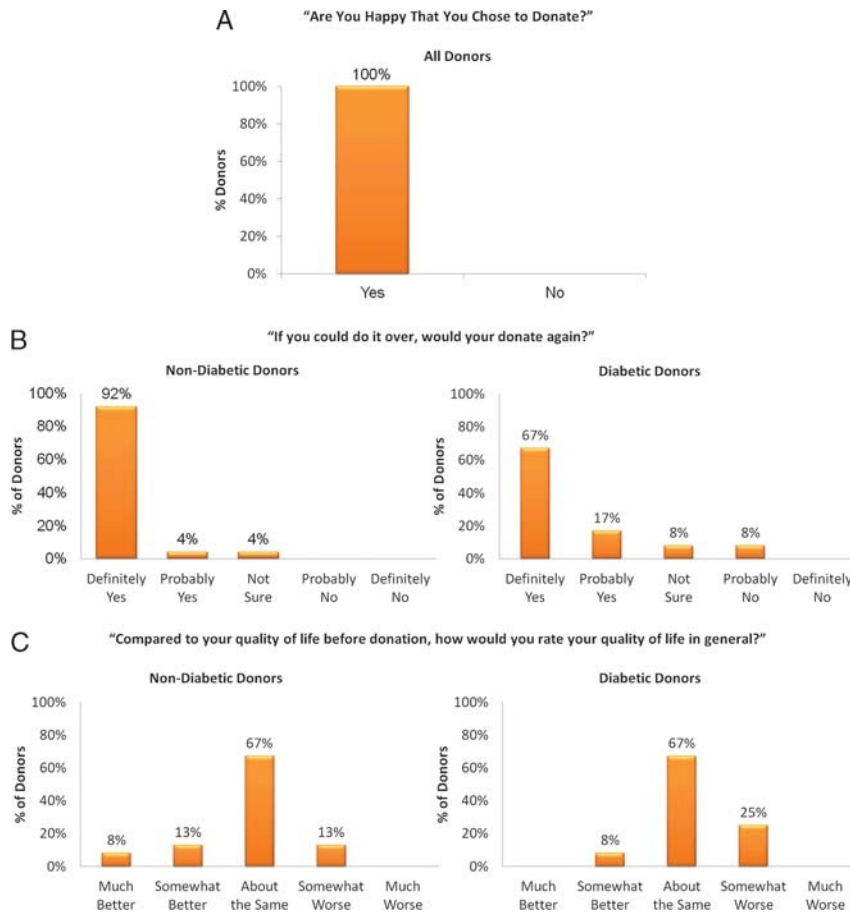 A
“Are You Happy That You Chose to Donate?”
All Donors
100%
% Donors
100%
80%
60%
40%
20%
0%
Yes
No
B
“If you could do it over, would your donate again?”
Non-Diabetic Donors
% of Donors
100%
80%
60%
40%
20%
0%
92%
4%
4%
Definitely Yes
Probably Yes
Not Sure
Probably No
Definitely No
Diabetic Donors
% of Donors
100%
80%
60%
40%
20%
0%
67%
17%
8%
8%
Definitely Yes
Probably Yes
Not Sure
Probably No
Definitely No
C
“Compared to your quality of life before donation, how would you rate your quality of life in general?”
Non-Diabetic Donors
% of Donors
100%
80%
60%
40%
20%
0%
8%
13%
67%
13%
Much Better
Somewhat Better
About the Same
Somewhat Worse
Much Worse
Diabetic Donors
% of Donors
100%
80%
60%
40%
20%
0%
8%
67%
25%
Much Better
Somewhat Better
About the Same
Somewhat Worse
Much Worse